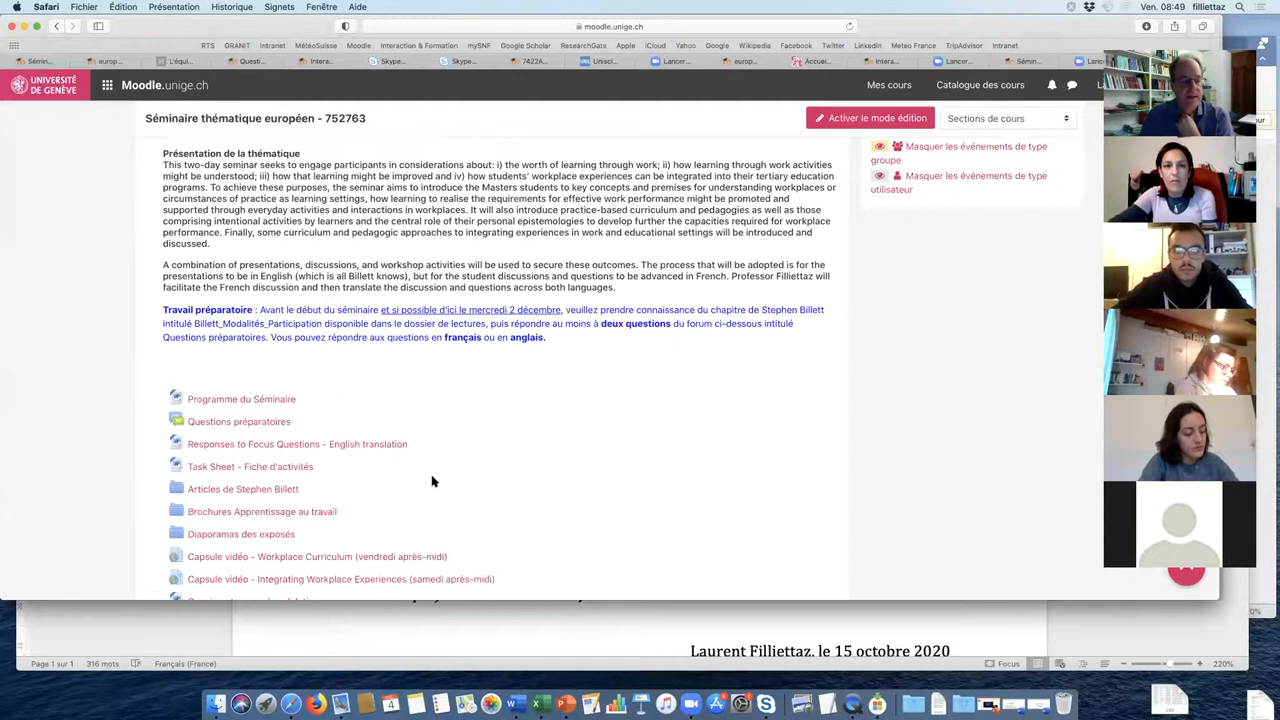 Safari Fichier Édition Présentation Historique Signets Fenêtre Aide
Ven. 08:49 filliettaz
moodle.unige.ch
RTS GRANIT Intranet MétéoSuisse Moodle Interaction & Formation mySNF Google Scholar ResearchGate Apple iCloud Yahoo Google Wikipedia Facebook Twitter LinkedIn Meteo France TripAdvisor Intranet
Sémin... europ... L'équi... Questi... Intera... Skype... Skype... 7422A... Unisci... Lancer... europ... Accuei... Intera... Lancer... Sémin... Lance
UNIVERSITÉ DE GENÈVE
Moodle.unige.ch
Mes cours Catalogue des cours
Séminaire thématique européen - 752763
Activer le mode édition
Sections de cours
Présentation de la thématique
This two-day seminar seeks to engage participants in considerations about: i) the worth of learning through work; ii) how learning through work activities
might be understood; iii) how that learning might be improved and iv) how students' workplace experiences can be integrated into their tertiary education
programs. To achieve these purposes, the seminar aims to introduce the Masters students to key concepts and premises for understanding workplaces or
circumstances of practice as learning settings, how learning to realise the requirements for effective work performance might be promoted and
supported through everyday activities and interactions in workplaces. It will also introduce practice-based curriculum and pedagogies as well as those
comprising intentional activities by learners and the central role of their personal epistemologies to develop further the capacities required for workplace
performance. Finally, some curriculum and pedagogic approaches to integrating experiences in work and educational settings will be introduced and
discussed.
A combination of presentations, discussions, and workshop activities will be used to secure these outcomes. The process that will be adopted is for the
presentations to be in English (which is all Billett knows), but for the student discussions and questions to be advanced in French. Professor Filliettaz will
facilitate the French discussion and then translate the discussion and questions across both languages.
Travail préparatoire : Avant le début du séminaire et si possible d'ici le mercredi 2 décembre, veuillez prendre connaissance du chapitre de Stephen Billett
intitulé Billett_Modalités_Participation disponible dans le dossier de lectures, puis répondre au moins à deux questions du forum ci-dessous intitulé
Questions préparatoires. Vous pouvez répondre aux questions en français ou en anglais.
Masquer les événements de type
groupe
Masquer les événements de type
utilisateur
Programme du Séminaire
Questions préparatoires
Responses to Focus Questions - English translation
Task Sheet - Fiche d'activités
Articles de Stephen Billett
Brochures Apprentissage au travail
Diaporamas des exposés
Capsule vidéo - Workplace Curriculum (vendredi après-midi)
Capsule vidéo - Integrating Workplace Experiences (samedi après-midi)
Laurent Filliettaz, le 15 octobre 2020
Page 1 sur 1 316 mots Français (France) Focus 220%